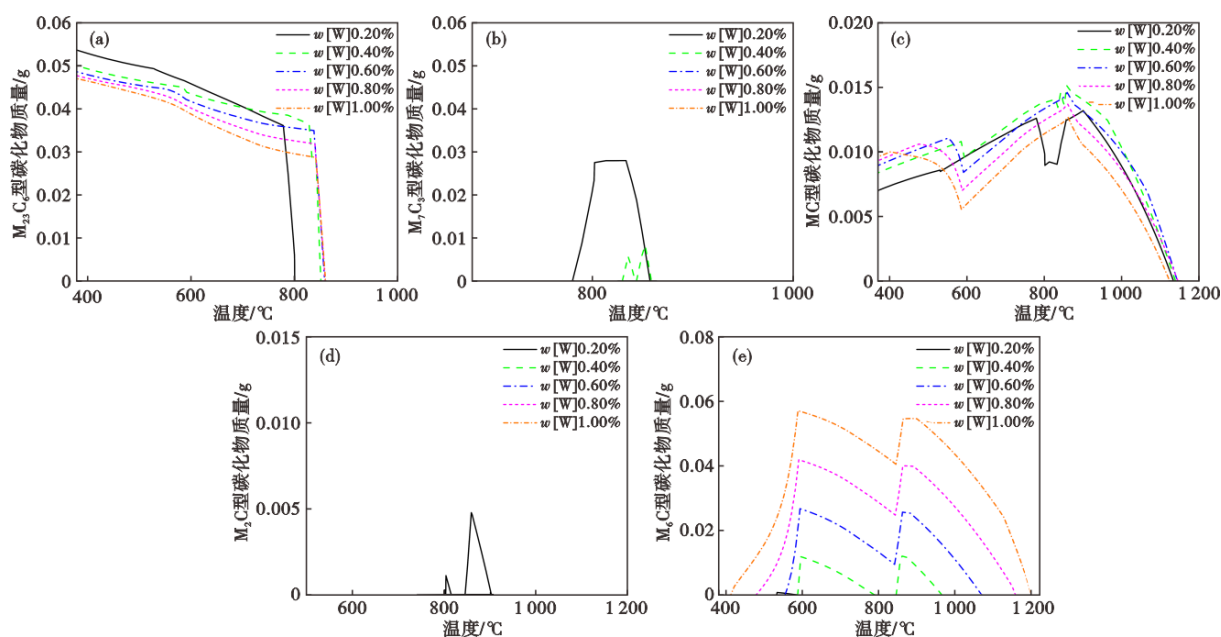 0.06
0.05
0.04
0.03
0.02
0.01
0
M₂₃C₆型碳化物质量/g
(a)
w[W]0.20%
w[W]0.40%
w[W]0.60%
w[W]0.80%
w[W]1.00%
400 600 800 1 000
温度/℃
0.06
0.05
0.04
0.03
0.02
0.01
0
M₇C₃型碳化物质量/g
(b)
w[W]0.20%
w[W]0.40%
w[W]0.60%
w[W]0.80%
w[W]1.00%
800 1 000
温度/℃
0.020
0.015
0.010
0.005
0
MC型碳化物质量/g
(c)
w[W]0.20%
w[W]0.40%
w[W]0.60%
w[W]0.80%
w[W]1.00%
400 600 800 1 000 1 200
温度/℃
0.015
0.010
0.005
0
M₂C型碳化物质量/g
(d)
w[W]0.20%
w[W]0.40%
w[W]0.60%
w[W]0.80%
w[W]1.00%
600 800 1 000 1 200
温度/℃
0.08
0.06
0.04
0.02
0
M₆C型碳化物质量/g
(e)
w[W]0.20%
w[W]0.40%
w[W]0.60%
w[W]0.80%
w[W]1.00%
400 600 800 1 000 1 200
温度/℃